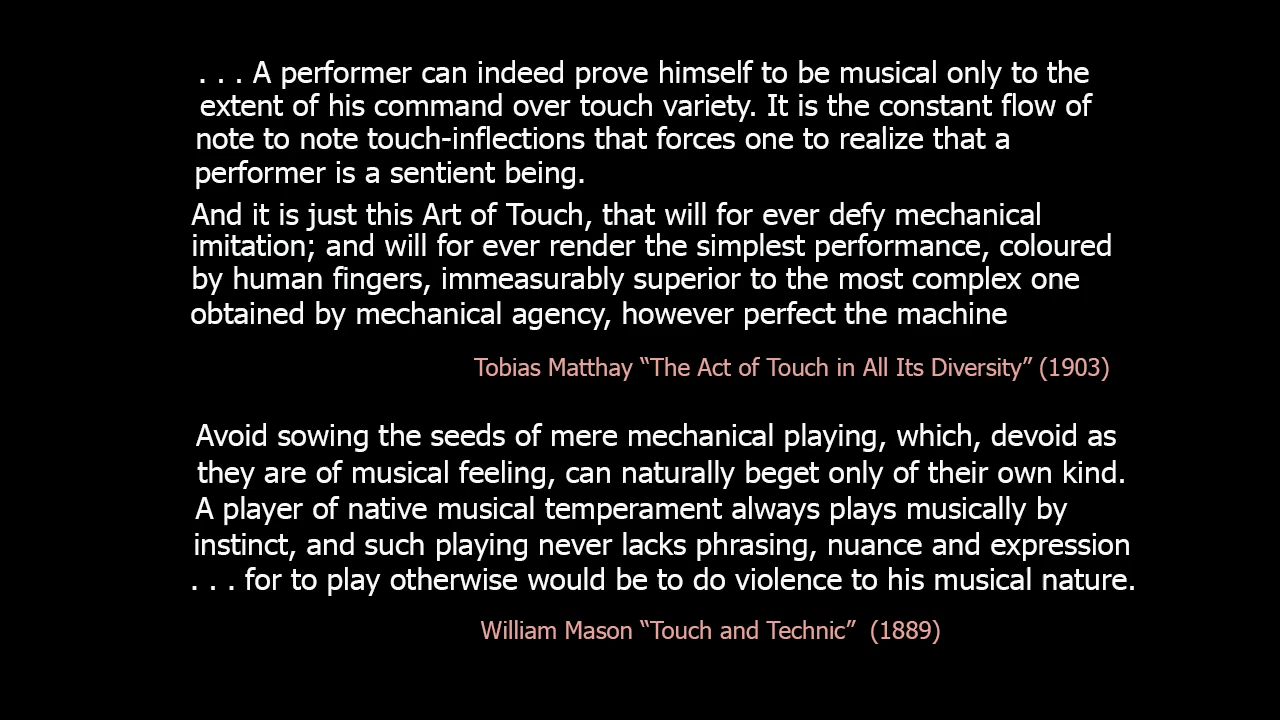 . . . A performer can indeed prove himself to be musical only to the
extent of his command over touch variety. It is the constant flow of
note to note touch-inflections that forces one to realize that a
performer is a sentient being.
And it is just this Art of Touch, that will for ever defy mechanical
imitation; and will for ever render the simplest performance, coloured
by human fingers, immeasurably superior to the most complex one
obtained by mechanical agency, however perfect the machine
Tobias Matthay “The Act of Touch in All Its Diversity” (1903)
Avoid sowing the seeds of mere mechanical playing, which, devoid as
they are of musical feeling, can naturally beget only of their own kind.
A player of native musical temperament always plays musically by
instinct, and such playing never lacks phrasing, nuance and expression
. . . for to play otherwise would be to do violence to his musical nature.
William Mason “Touch and Technic” (1889)